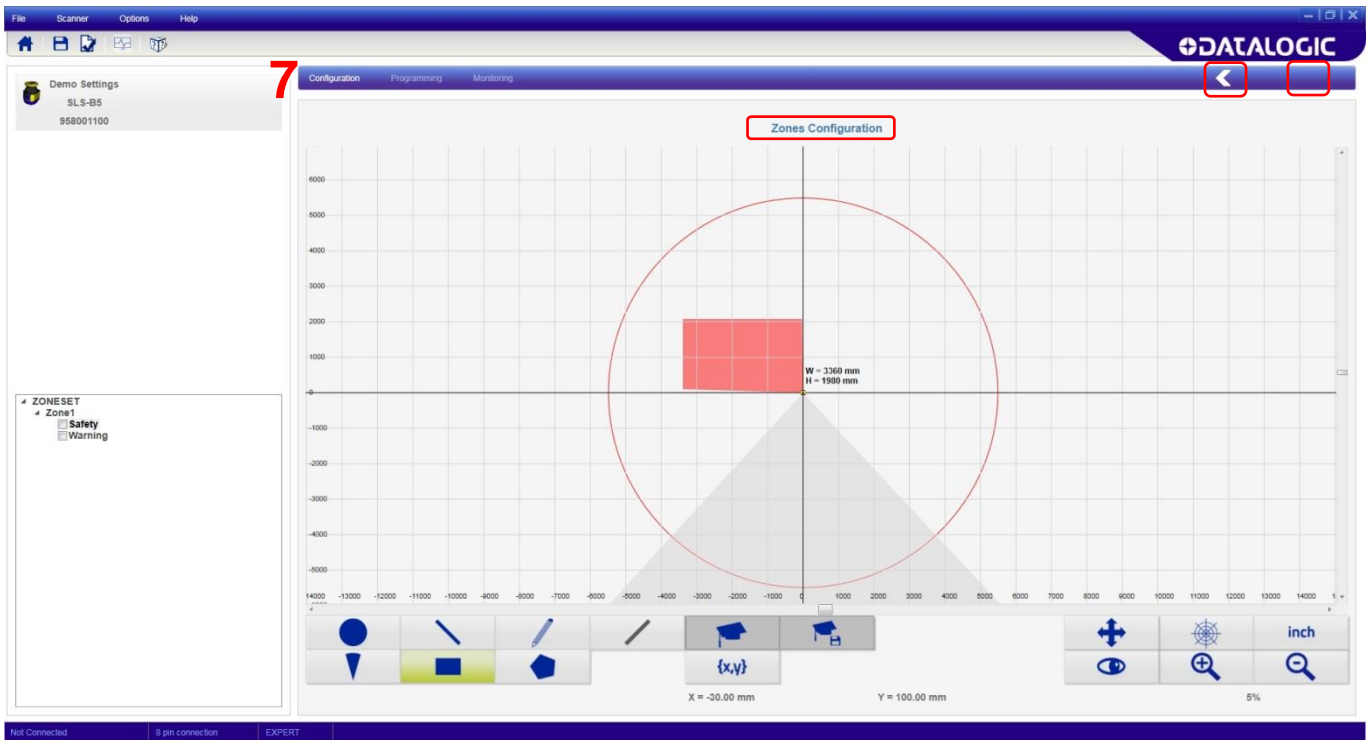 File Scanner Options Help
DATALOGIC
7
Configuration Programming Monitoring
Demo Settings
SLS-B5
958001100
Zones Configuration
6000
5000
4000
3000
2000
1000
W = 3360 mm
H = 1980 mm
0
-1000
-2000
-3000
-4000
-5000
14000 -13000 -12000 -11000 -10000 -9000 -8000 -7000 -6000 -5000 -4000 -3000 -2000 -1000 0 1000 2000 3000 4000 5000 6000 7000 8000 9000 10000 11000 12000 13000 14000 1
ZONESET
Zone1
Safety
Warning
inch
{x,y}
X = -30.00 mm Y = 100.00 mm 5%
Not Connected 8 pin connection EXPERT